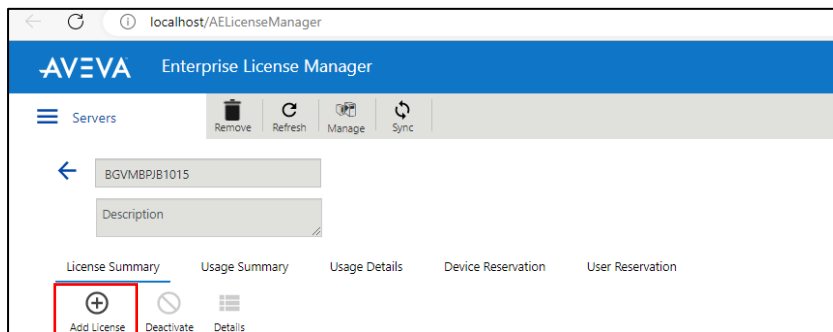 localhost/AELicenseManager
AVEVA Enterprise License Manager
Servers Remove Refresh Manage Sync
BGVMBPJB1015
Description
License Summary Usage Summary Usage Details Device Reservation User Reservation
Add License Deactivate Details